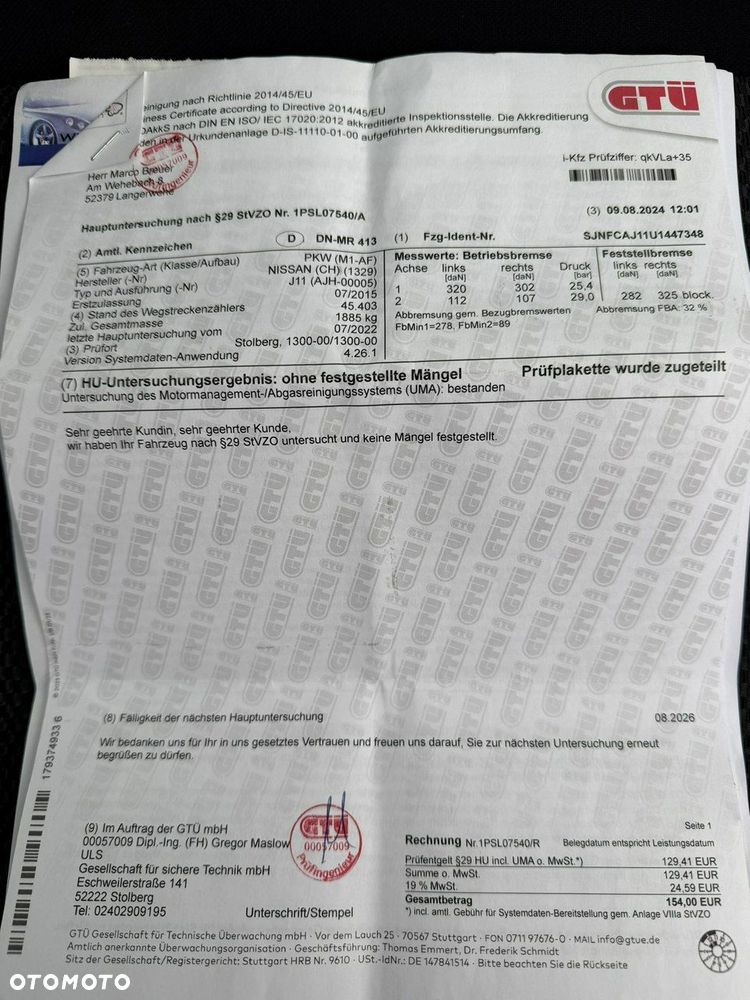 einigung nach Richtlinie 2014/45/EU
iness Certificate according to Directive 2014/45/EU
DAkkS nach DIN EN ISO/ IEC 17020:2012 akkreditierte Inspektionsstelle. Die Akkreditierung
den in der Urkundenanlage D-IS-11110-01-00 aufgeführten Akkreditierungsumfang.
GTÜ
i-Kfz Prüfziffer: qkVLa+35
Herr Marco Breuer
Am Wehebach 8
52379 Langerwehe
00057009
Prüfingenieur
(3) 09.08.2024 12:01
Hauptuntersuchung nach §29 StVZO Nr. 1PSL07540/A
(2) Amtl. Kennzeichen D DN-MR 413
(1) Fzg-Ident-Nr. SJNFCAJ11U1447348
(5) Fahrzeug-Art (Klasse/Aufbau) PKW (M1-AF)
Hersteller (-Nr) NISSAN (CH) (1329)
Typ und Ausführung (-Nr) J11 (AJH-00005)
Erstzulassung 07/2015
(4) Stand des Wegstreckenzählers 45.403
Zul. Gesamtmasse 1885 kg
letzte Hauptuntersuchung vom 07/2022
(3) Prüfort Stolberg, 1300-00/1300-00
Version Systemdaten-Anwendung 4.26.1
Messwerte: Betriebsbremse Feststellbremse
Achse links rechts Druck links rechts
[daN] [daN] [bar] [daN] [daN]
1 320 302 25,4
2 112 107 29,0 282 325 block.
Abbremsung gem. Bezugbremswerten Abbremsung FBA: 32 %
FbMin1=278, FbMin2=89
(7) HU-Untersuchungsergebnis: ohne festgestellte Mängel Prüfplakette wurde zugeteilt
Untersuchung des Motormanagement-/Abgasreinigungssystems (UMA): bestanden
Sehr geehrte Kundin, sehr geehrter Kunde,
wir haben Ihr Fahrzeug nach §29 StVZO untersucht und keine Mängel festgestellt.
(8) Fälligkeit der nächsten Hauptuntersuchung 08.2026
Wir bedanken uns für Ihr in uns gesetztes Vertrauen und freuen uns darauf, Sie zur nächsten Untersuchung erneut
begrüßen zu dürfen.
179374933 6
(9) Im Auftrag der GTÜ mbH
00057009 Dipl.-Ing. (FH) Gregor Maslow
ULS
Gesellschaft für sichere Technik mbH
Eschweilerstraße 141
52222 Stolberg
Tel: 02402909195
Unterschrift/Stempel
00057009
Prüfingenieur
Seite 1
Rechnung Nr.1PSL07540/R Belegdatum entspricht Leistungsdatum
Prüfentgelt §29 HU incl. UMA o. MwSt.*) 129,41 EUR
Summe o. MwSt. 129,41 EUR
19 % MwSt. 24,59 EUR
Gesamtbetrag 154,00 EUR
*) incl. amtl. Gebühr für Systemdaten-Bereitstellung gem. Anlage VIIIa StVZO
GTÜ Gesellschaft für Technische Überwachung mbH · Vor dem Lauch 25 · 70567 Stuttgart · FON 0711 97676-0 · MAIL info@gtue.de
Amtlich anerkannte Überwachungsorganisation · Geschäftsführung: Thomas Emmert, Dr. Frederik Schmidt
Sitz der Gesellschaft/Registergericht: Stuttgart HRB Nr. 9610 · USt.-IdNr.: DE 147841514 · Bitte beachten Sie die Rückseite
OTOMOTO